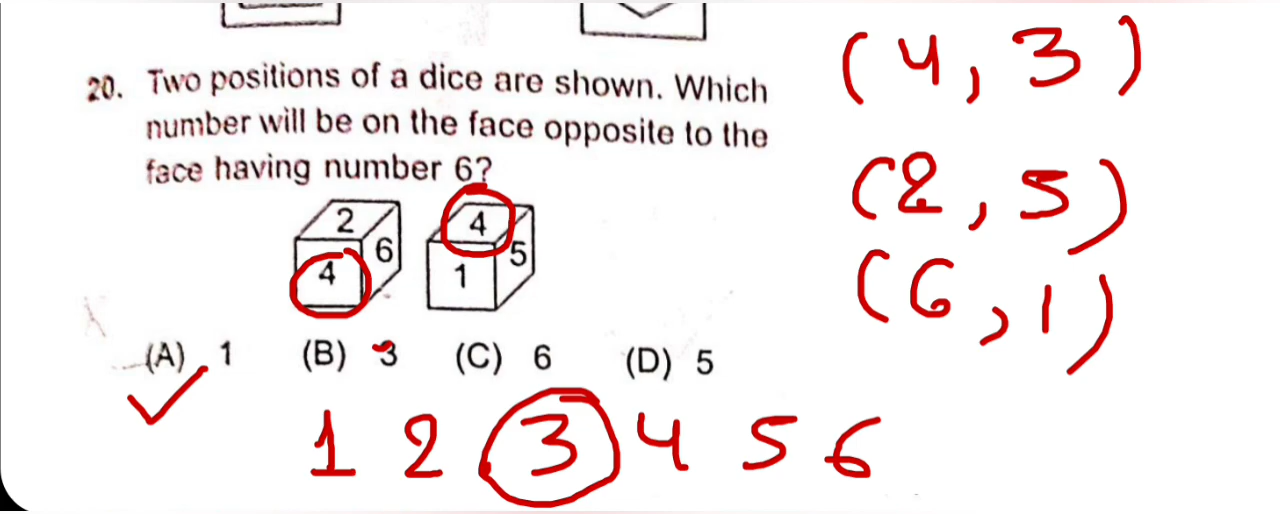 (4, 3)
20. Two positions of a dice are shown. Which
number will be on the face opposite to the
face having number 6?
(2, 5)
2 6 4
4 5 1
(6, 1)
(A) 1 (B) 3 (C) 6 (D) 5
1 2 3 4 5 6